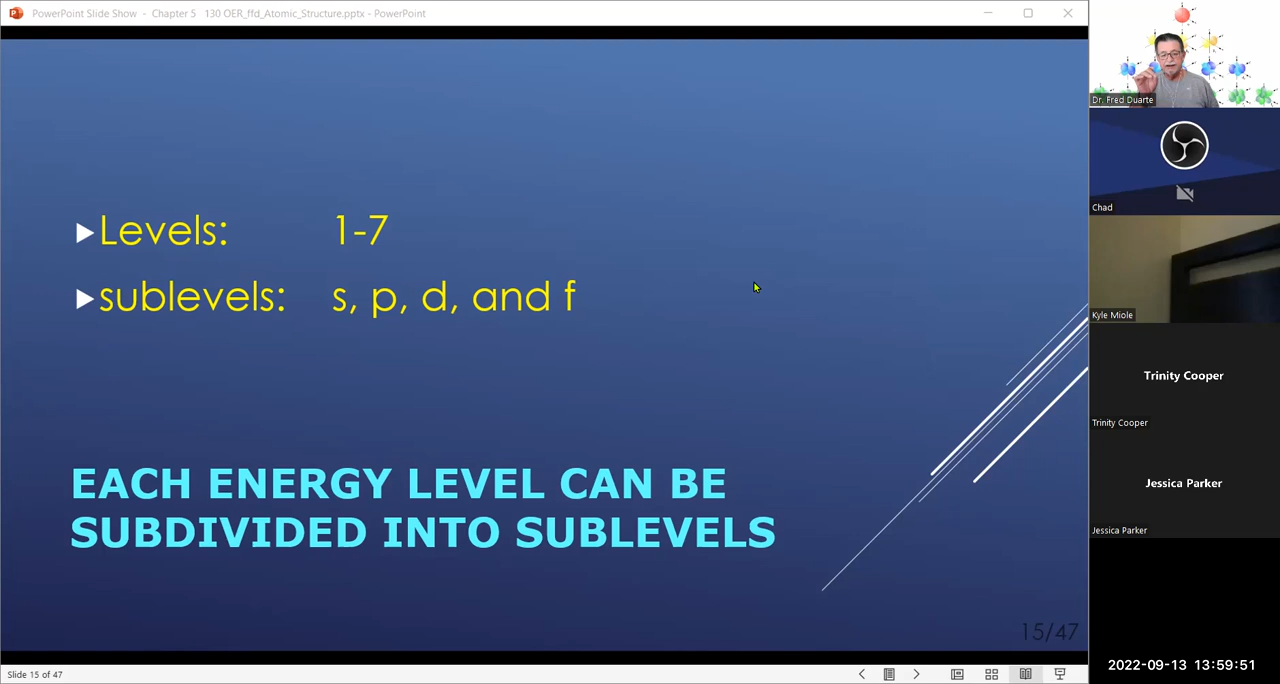 PowerPoint Slide Show - Chapter 5 130 OER_ffd_Atomic_Structure.pptx - PowerPoint
Levels: 1-7
sublevels: s, p, d, and f
EACH ENERGY LEVEL CAN BE
SUBDIVIDED INTO SUBLEVELS
15/47
Slide 15 of 47
Dr. Fred Duarte
Chad
Kyle Miole
Trinity Cooper
Trinity Cooper
Jessica Parker
Jessica Parker
2022-09-13 13:59:51